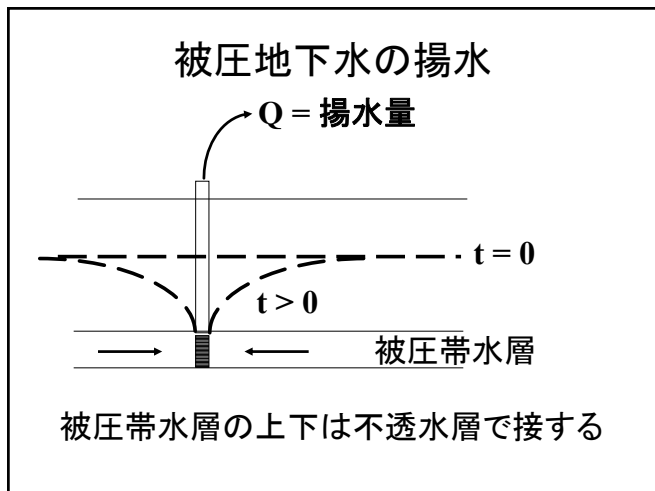 被圧地下水の揚水
Q = 揚水量
t = 0
t > 0
被圧帯水層
被圧帯水層の上下は不透水層で接する